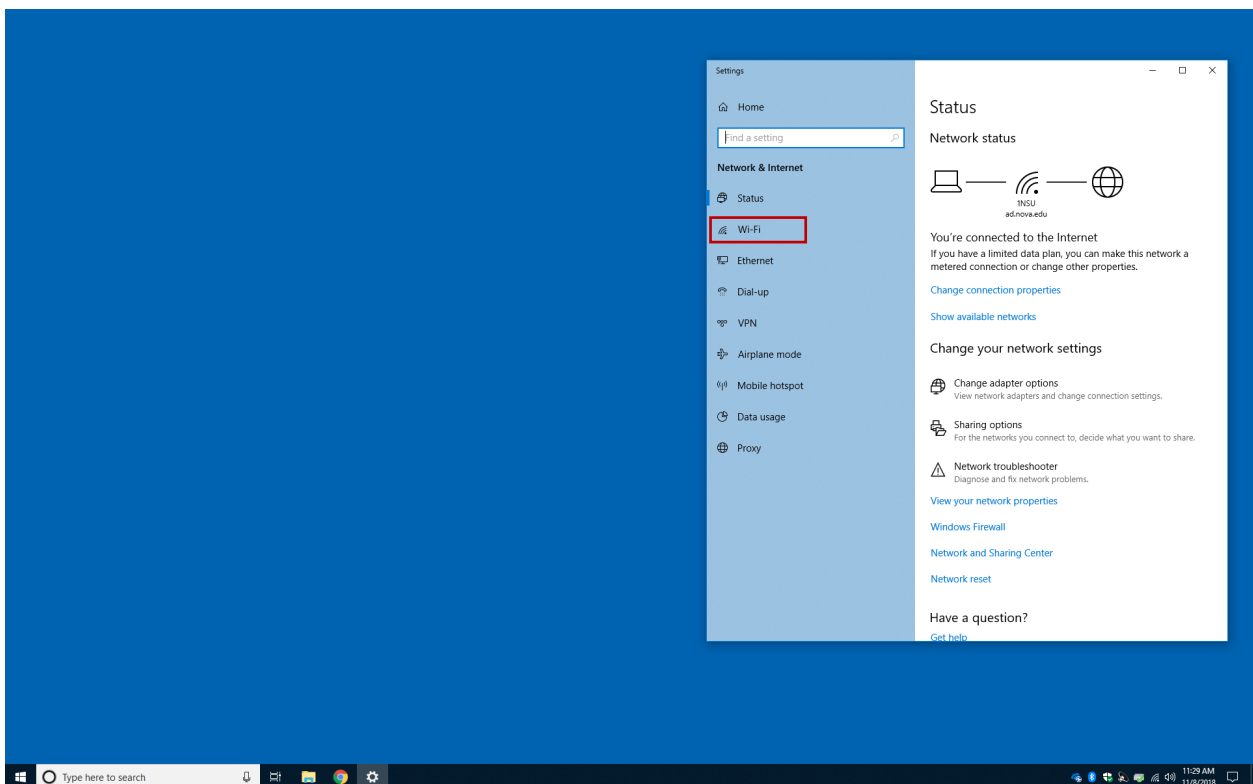 Settings
Home
Find a setting
Network & Internet
Status
Wi-Fi
Ethernet
Dial-up
VPN
Airplane mode
Mobile hotspot
Data usage
Proxy
Status
Network status
1NSU
ad.nova.edu
You're connected to the Internet
If you have a limited data plan, you can make this network a
metered connection or change other properties.
Change connection properties
Show available networks
Change your network settings
Change adapter options
View network adapters and change connection settings.
Sharing options
For the networks you connect to, decide what you want to share.
Network troubleshooter
Diagnose and fix network problems.
View your network properties
Windows Firewall
Network and Sharing Center
Network reset
Have a question?
Get help
Type here to search
11:29 AM
11/8/2018